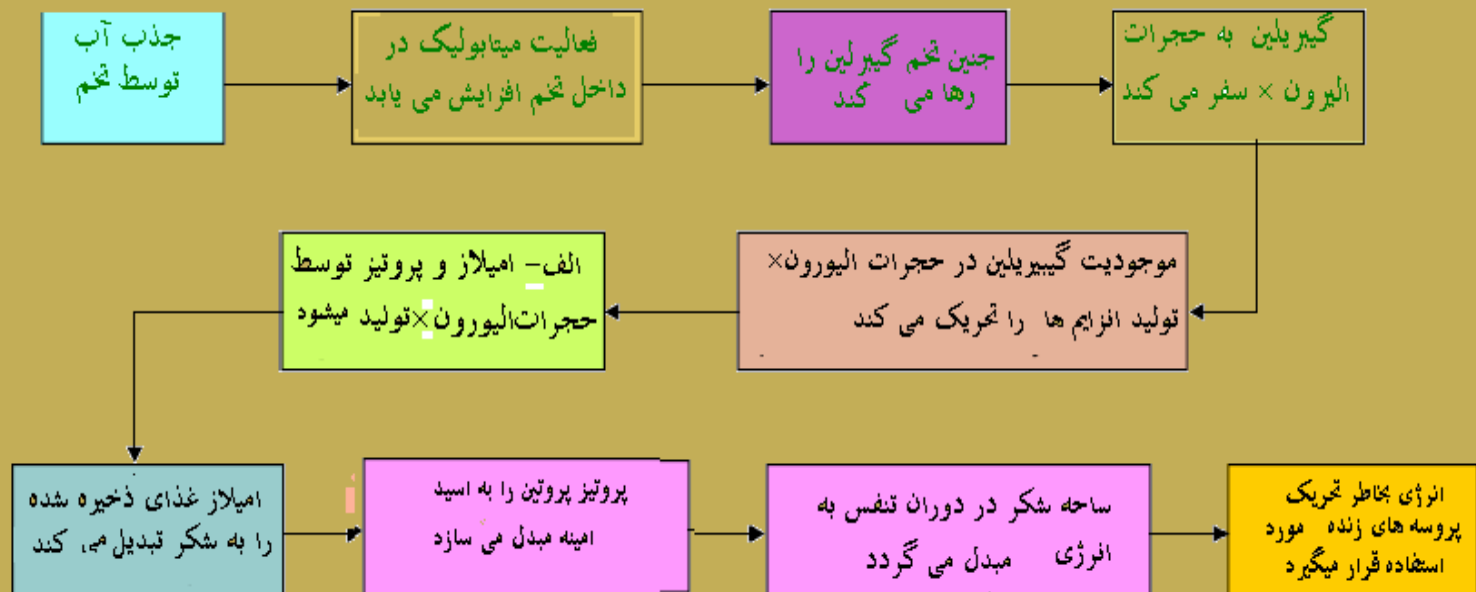 جذب آب
توسط تخم
فعالیت میتابولیک در
داخل تخم افزایش می یابد
جنین تخم گیبرلین را
رها می کند
گیبریلین به حجرات
الیرون × سفر می کند
موجودیت گیبیریلین در حجرات الیورون×
تولید انزایم ها را تحریک می کند
الف- امیلاز و پروتیز توسط
حجرات‌الیورون×تولید میشود
امیلاز غذای ذخیره شده
را به شکر تبدیل می کند
پروتیز پروتین را به اسید
امینه مبدل می سازد
ساحه شکر در دوران تنفس به
انرژی مبدل می گردد
انرژی بخاطر تحریک
پروسه های زنده مورد
استفاده قرار میگیرد